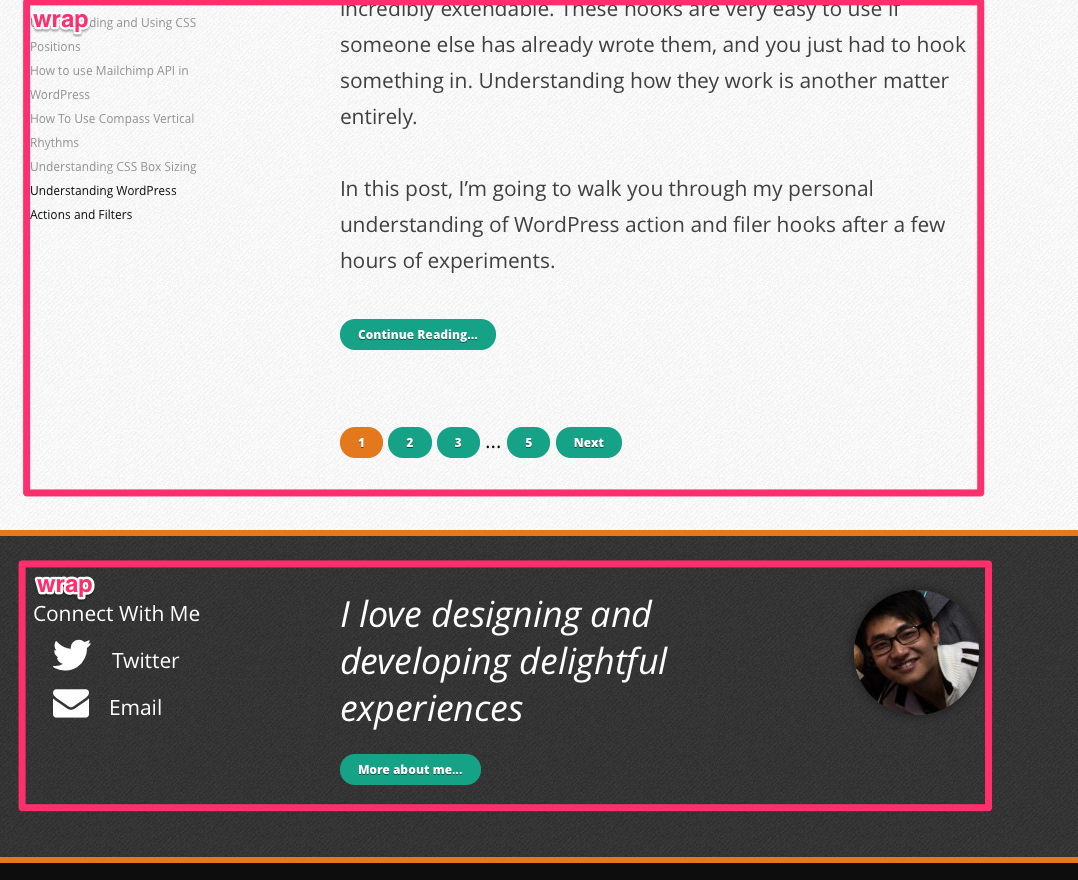 wrap
ding and Using CSS
Positions
How to use Mailchimp API in
WordPress
How To Use Compass Vertical
Rhythms
Understanding CSS Box Sizing
Understanding WordPress
Actions and Filters
incredibly extendable. These hooks are very easy to use if
someone else has already wrote them, and you just had to hook
something in. Understanding how they work is another matter
entirely.
In this post, I’m going to walk you through my personal
understanding of WordPress action and filer hooks after a few
hours of experiments.
Continue Reading...
1 2 3 ... 5 Next
wrap
Connect With Me
Twitter
Email
I love designing and
developing delightful
experiences
More about me...